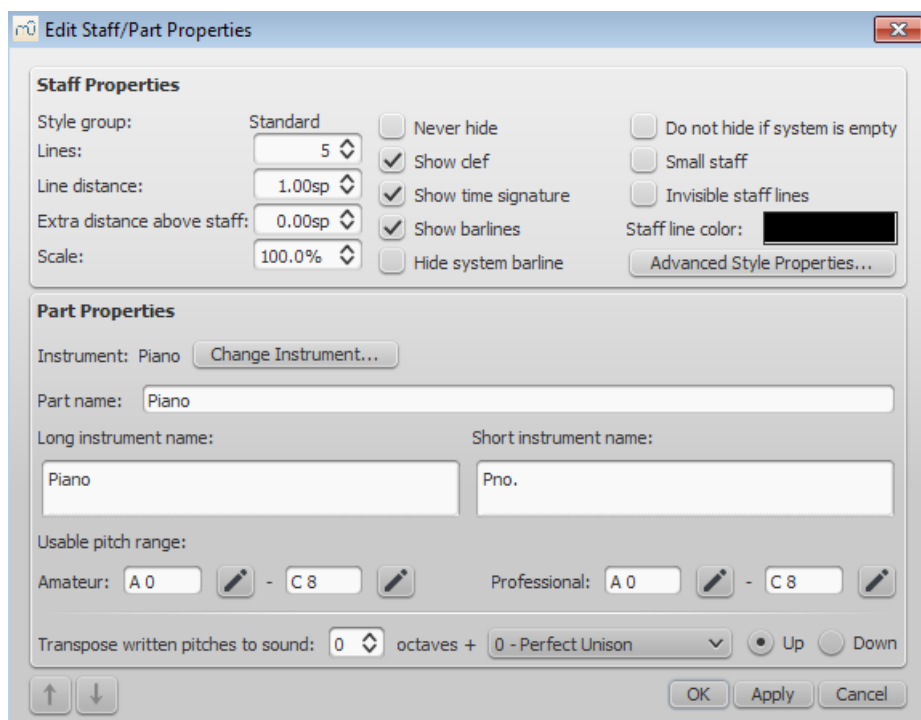 Edit Staff/Part Properties
Staff Properties
Style group: Standard
Never hide
Do not hide if system is empty
Lines: 5
Show clef
Small staff
Line distance: 1.00sp
Show time signature
Invisible staff lines
Extra distance above staff: 0.00sp
Show barlines
Staff line color:
Scale: 100.0%
Hide system barline
Advanced Style Properties...
Part Properties
Instrument: Piano Change Instrument...
Part name: Piano
Long instrument name:
Short instrument name:
Piano
Pno.
Usable pitch range:
Amateur: A 0 - C 8
Professional: A 0 - C 8
Transpose written pitches to sound: 0 octaves + 0 - Perfect Unison Up Down
OK Apply Cancel